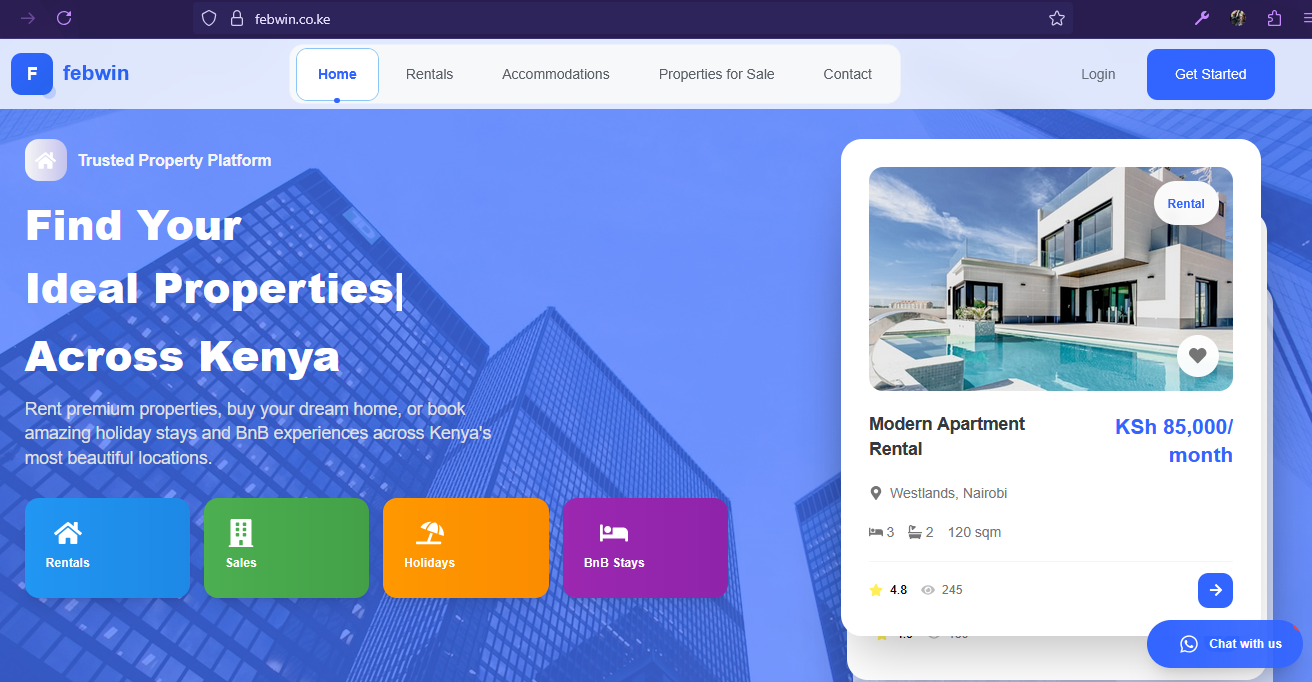 febwin.co.ke
F febwin
Home Rentals Accommodations Properties for Sale Contact
Login
Get Started
Trusted Property Platform
Find Your
Ideal Properties|
Across Kenya
Rent premium properties, buy your dream home, or book
amazing holiday stays and BnB experiences across Kenya's
most beautiful locations.
Rentals
Sales
Holidays
BnB Stays
Rental
Modern Apartment
Rental
KSh 85,000/
month
Westlands, Nairobi
3 2 120 sqm
4.8 245
Chat with us